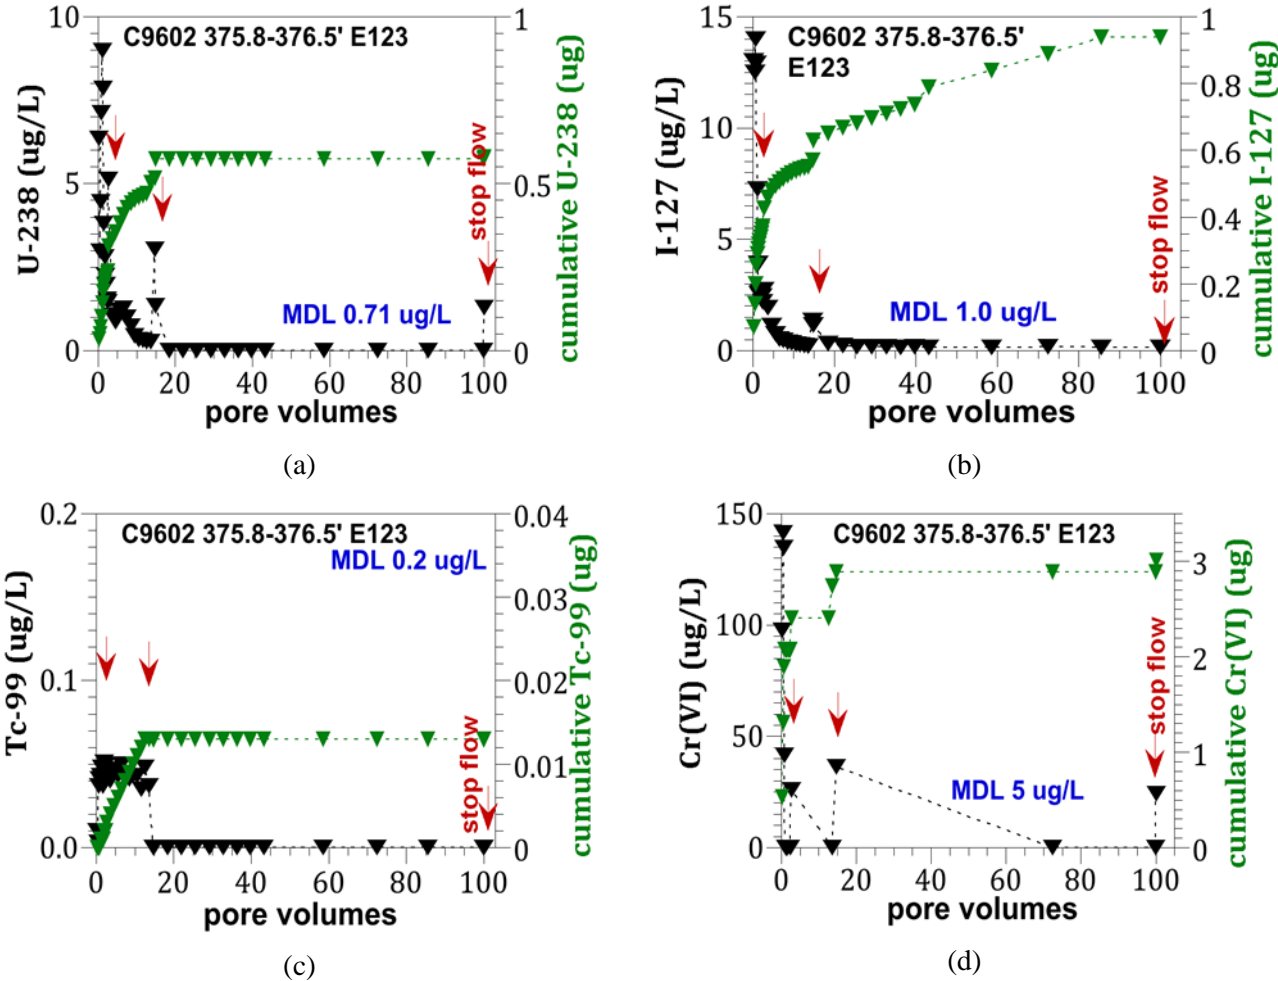 10
C9602 375.8-376.5' E123
1
U-238 (ug/L)
5
0.5
0
0
cumulative U-238 (ug)
stop flow
MDL 0.71 ug/L
0 20 40 60 80 100
pore volumes
(a)
15
C9602 375.8-376.5'
E123
1
I-127 (ug/L)
10
5
0
0.8
0.6
0.4
0.2
0
cumulative I-127 (ug)
stop flow
MDL 1.0 ug/L
0 20 40 60 80 100
pore volumes
(b)
0.2
C9602 375.8-376.5' E123
MDL 0.2 ug/L
0.04
Tc-99 (ug/L)
0.1
0.0
0.03
0.02
0.01
0
cumulative Tc-99 (ug)
stop flow
0 20 40 60 80 100
pore volumes
(c)
150
C9602 375.8-376.5' E123
Cr(VI) (ug/L)
100
50
0
3
2
1
0
cumulative Cr(VI) (ug)
stop flow
MDL 5 ug/L
0 20 40 60 80 100
pore volumes
(d)